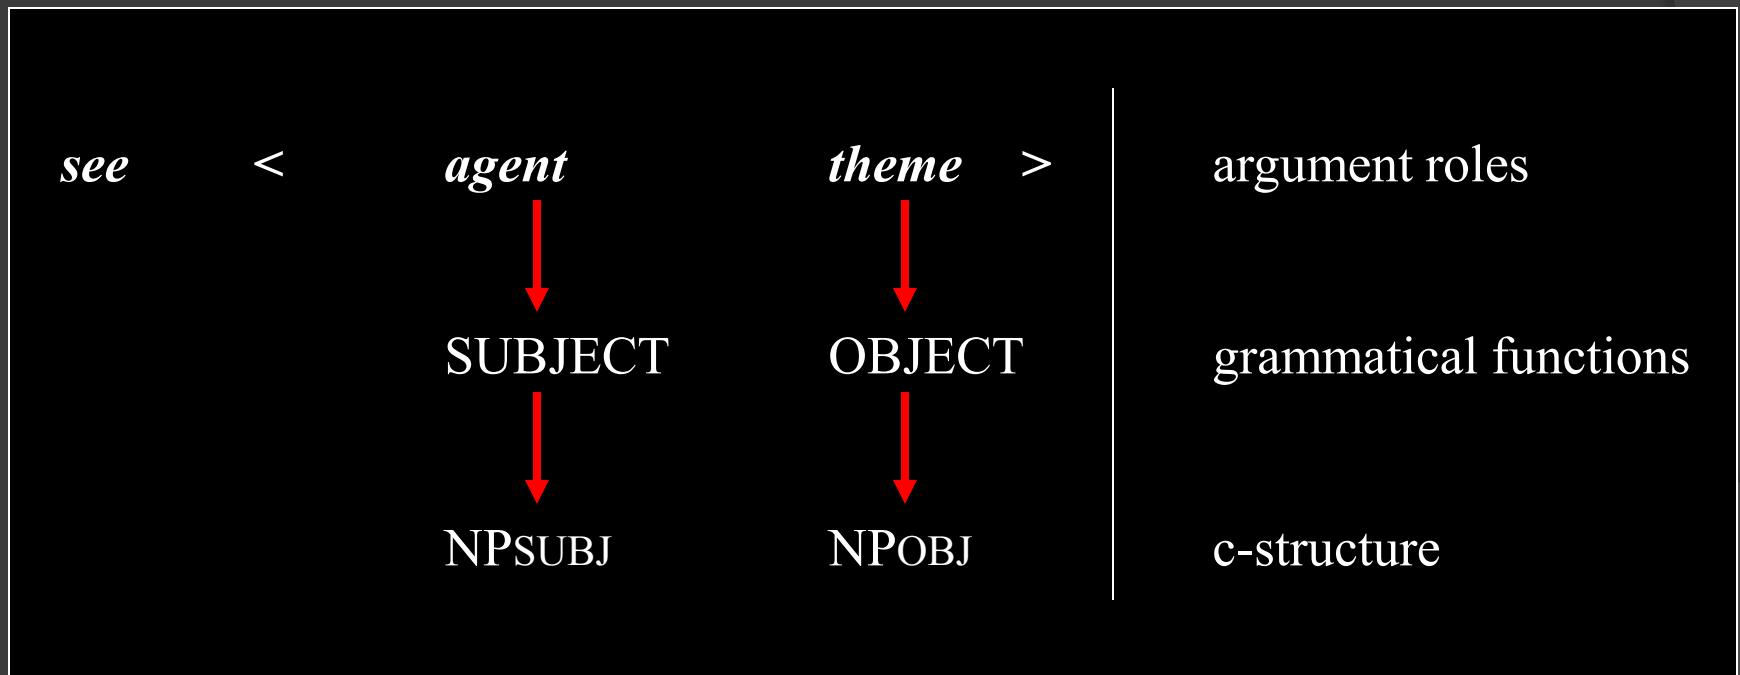 see < agent theme > argument roles
SUBJECT OBJECT grammatical functions
NPSUBJ NPOBJ c-structure